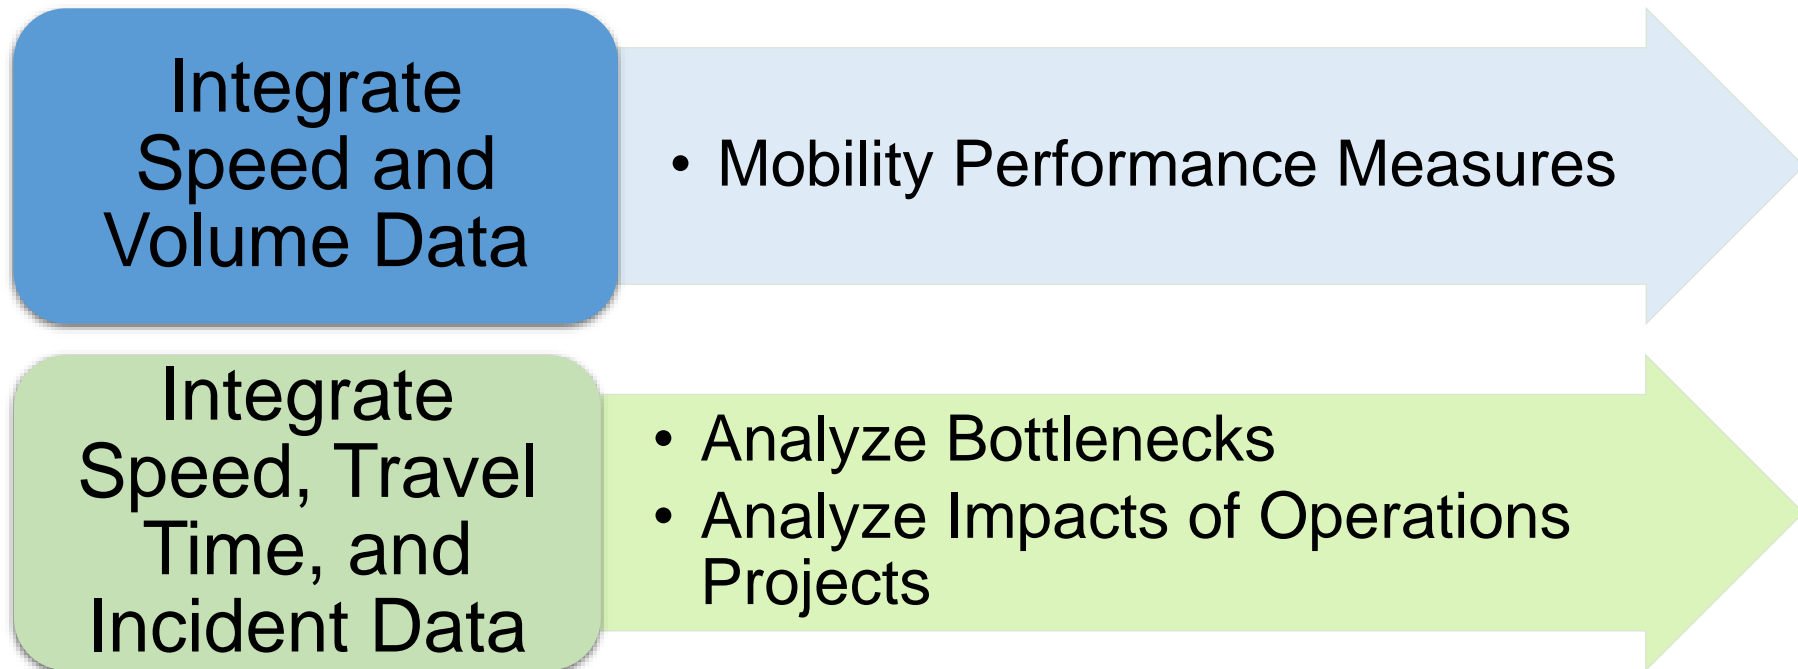 Integrate
Speed and
Volume Data
• Mobility Performance Measures
Integrate
Speed, Travel
Time, and
Incident Data
• Analyze Bottlenecks
• Analyze Impacts of Operations
Projects